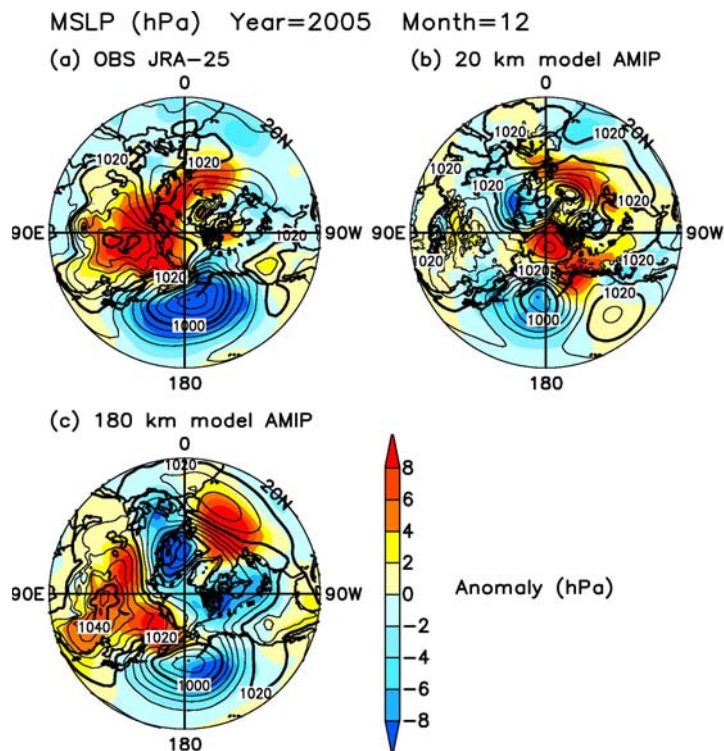 MSLP (hPa) Year=2005 Month=12
(a) OBS JRA-25
(b) 20 km model AMIP
0
0
20N
20N
1020
1020
1020
1020
1020
1020
90E
90W
90E
90W
1020
1020
1020
1020
1020
1000
1000
180
180
(c) 180 km model AMIP
0
1020
20N
8
6
4
2
90E
90W
0
Anomaly (hPa)
-2
1040
1020
-4
1000
1020
-6
-8
180